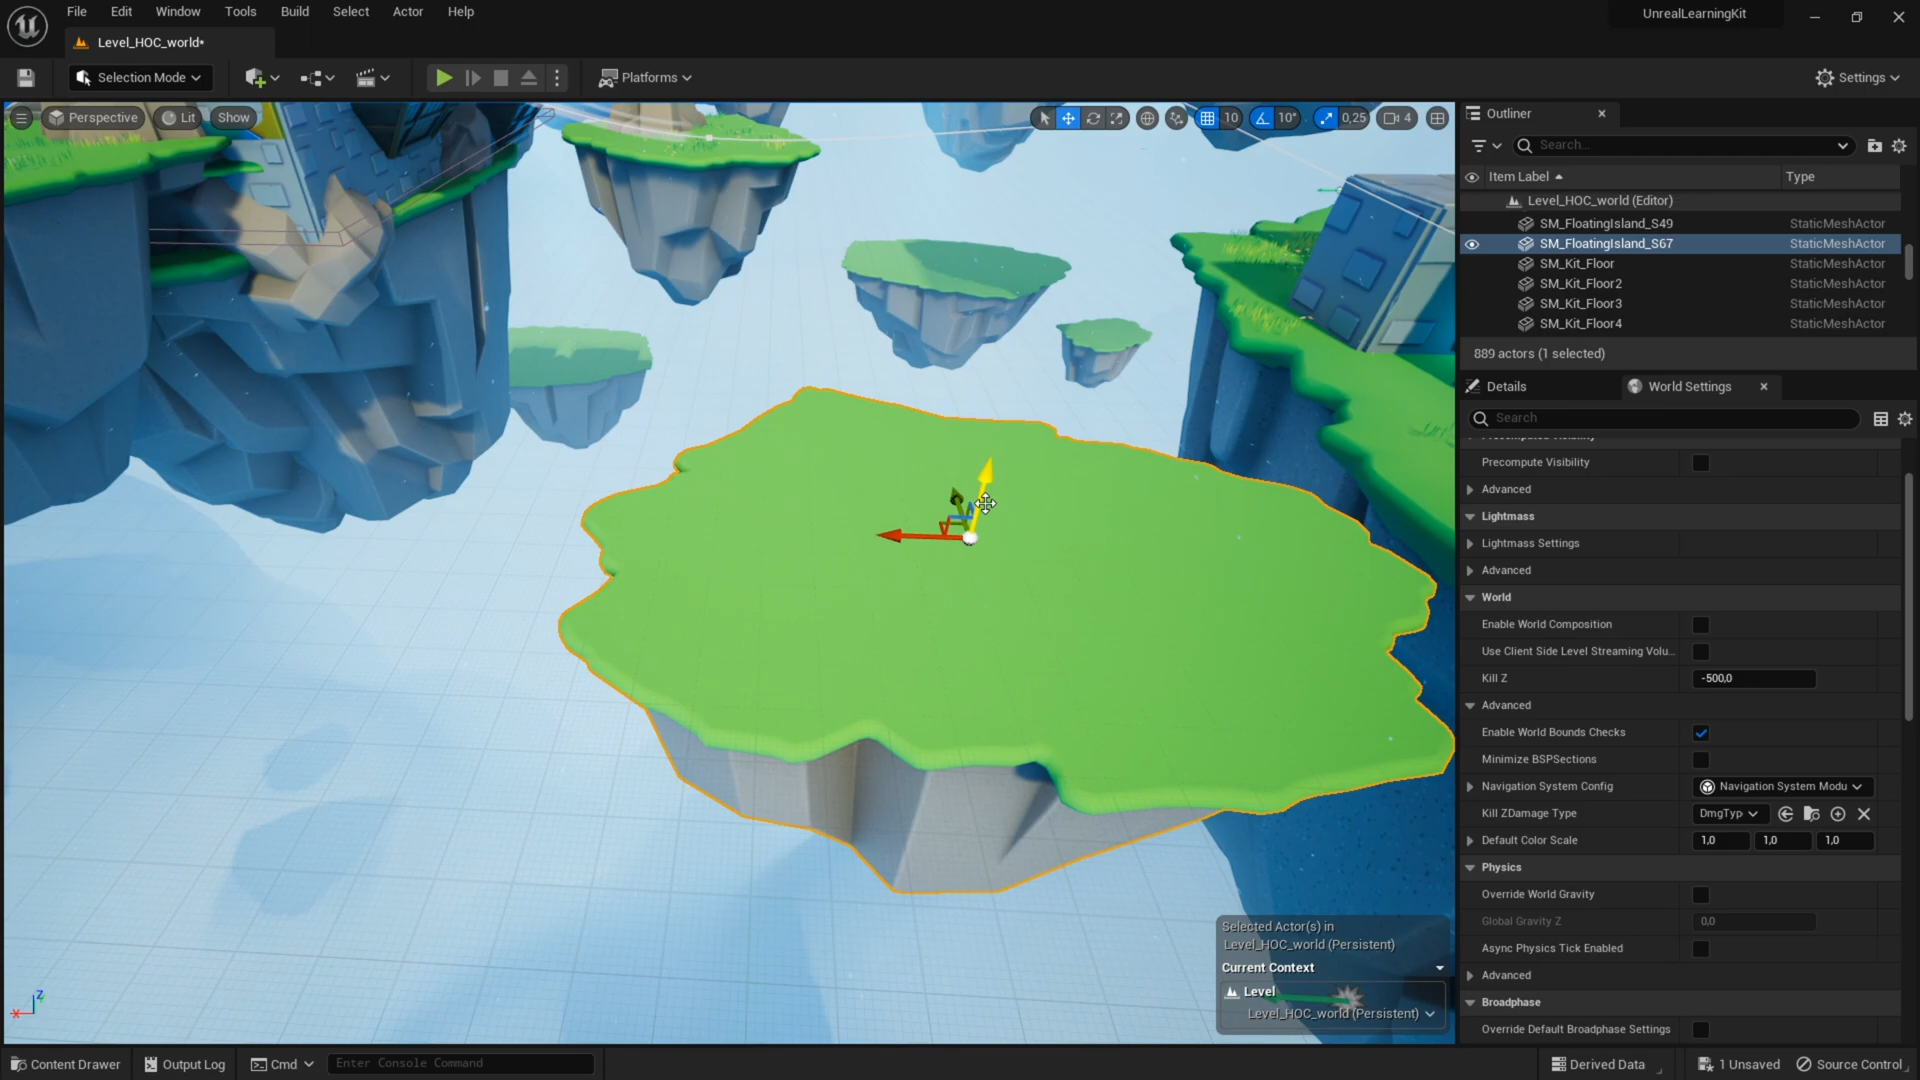 File Edit Window Tools Build Select Actor Help
UnrealLearningKit
Level_HOC_world*
Selection Mode
Platforms
Settings
Perspective Lit Show
10 10° 0,25 4
Outliner
Search...
Item Label Type
Level_HOC_world (Editor)
SM_FloatingIsland_S49 StaticMeshActor
SM_FloatingIsland_S67 StaticMeshActor
SM_Kit_Floor StaticMeshActor
SM_Kit_Floor2 StaticMeshActor
SM_Kit_Floor3 StaticMeshActor
SM_Kit_Floor4 StaticMeshActor
889 actors (1 selected)
Details World Settings
Search
Precompute Visibility
Advanced
Lightmass
Lightmass Settings
Advanced
World
Enable World Composition
Use Client Side Level Streaming Volu...
Kill Z -500,0
Advanced
Enable World Bounds Checks
Minimize BSPSections
Navigation System Config Navigation System Modu
Kill ZDamage Type DmgTyp
Default Color Scale 1,0 1,0 1,0
Physics
Override World Gravity
Global Gravity Z 0,0
Async Physics Tick Enabled
Advanced
Broadphase
Override Default Broadphase Settings
Selected Actor(s) in
Level_HOC_world (Persistent)
Current Context
Level
Level_HOC_world (Persistent)
Z
X
Content Drawer Output Log Cmd Enter Console Command
Derived Data 1 Unsaved Source Control